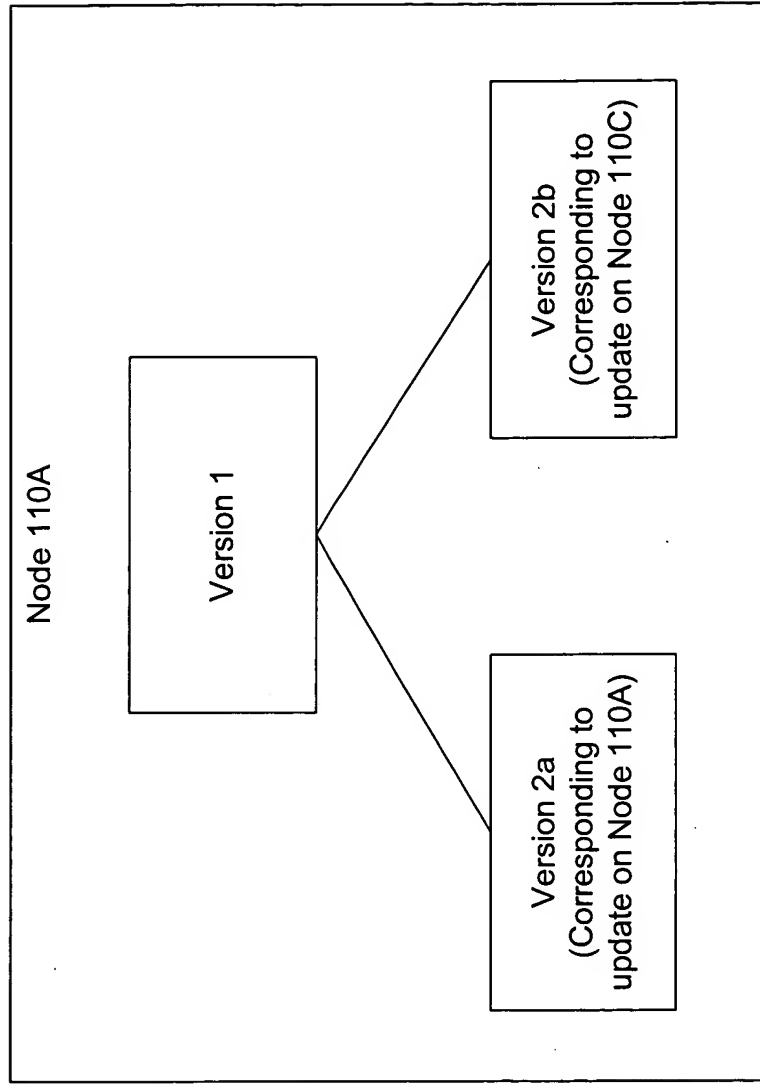 Node 110A
Version 1
Version 2a
(Corresponding to
update on Node 110A)
Version 2b
(Corresponding to
update on Node 110C)